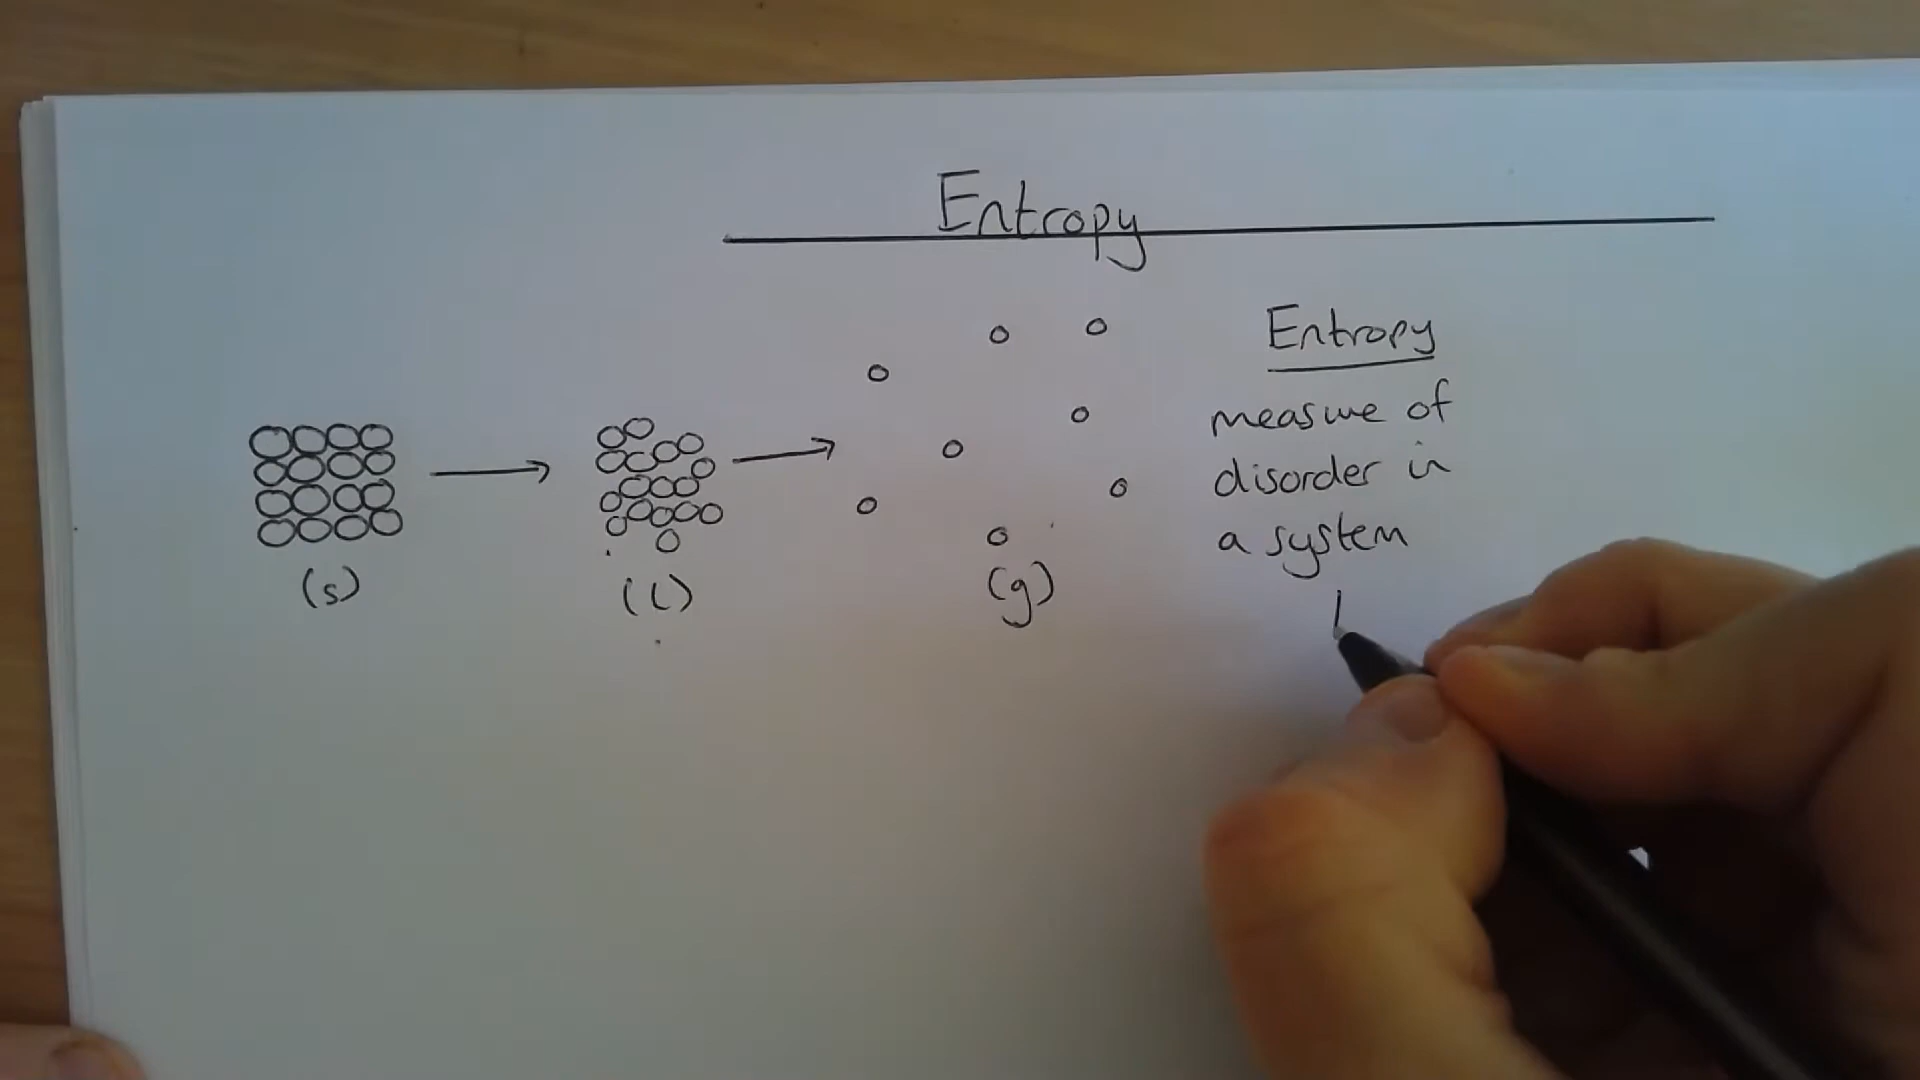 Entropy
Entropy
measure of
disorder in
a system
(s)
(l)
(g)